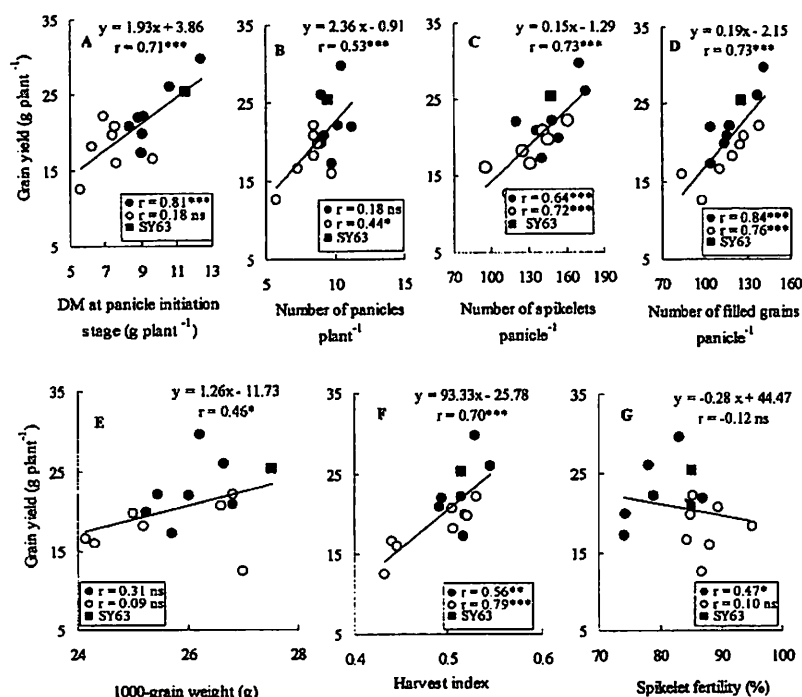 y = 1.93x + 3.86
r = 0.71***
A
Grain yield (g plant -1)
35
25
15
5
r = 0.81 ***
r = 0.18 ns
SY63
5 7 9 11 13
DM at panicle initiation
stage (g plant -1)
y = 2.36 x - 0.91
r = 0.53***
B
35
25
15
5
r = 0.18 ns
r = 0.44*
SY63
5 10 15
Number of panicles
plant-1
y = 0.15x - 1.29
r = 0.73***
C
35
25
15
5
r = 0.64***
r = 0.72***
SY63
70 100 130 160 190
Number of spikelets
panicle-1
y = 0.19x - 2.15
r = 0.73***
D
35
25
15
5
r = 0.84***
r = 0.76***
SY63
70 100 130 160
Number of filled grains
panicle-1
y = 1.26x - 11.73
r = 0.46*
E
Grain yield (g plant -1)
35
25
15
5
r = 0.31 ns
r = 0.09 ns
SY63
24 26 28
1000-grain weight (g)
y = 93.33x - 25.78
r = 0.70***
F
35
25
15
5
r = 0.56**
r = 0.79***
SY63
0.4 0.5 0.6
Harvest index
y = -0.28 x + 44.47
r = -0.12 ns
G
35
25
15
5
r = 0.47*
r = 0.10 ns
SY63
70 80 90 100
Spikelet fertility (%)